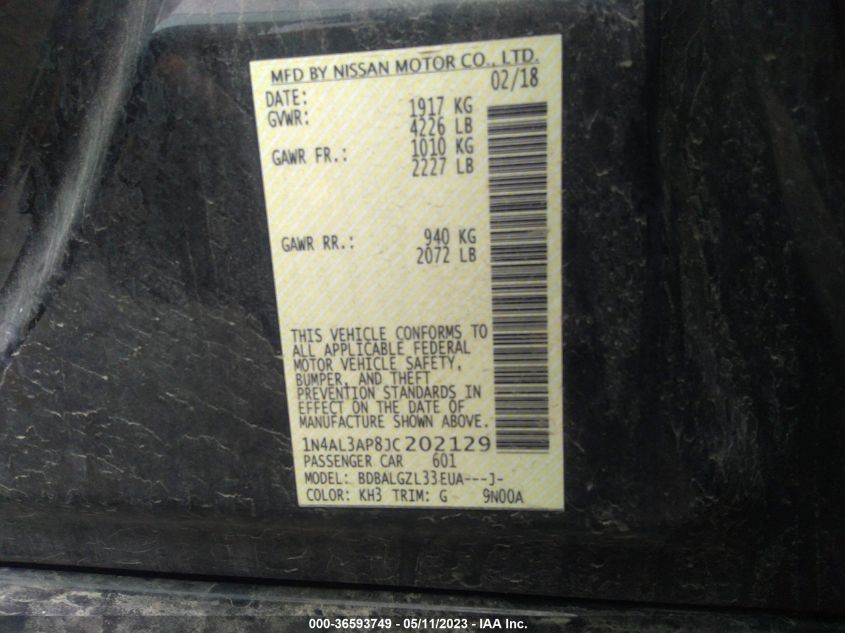 MFD BY NISSAN MOTOR CO., LTD.
DATE: 02/18
GVWR: 1917 KG
4226 LB
GAWR FR.: 1010 KG
2227 LB
GAWR RR.: 940 KG
2072 LB
THIS VEHICLE CONFORMS TO
ALL APPLICABLE FEDERAL
MOTOR VEHICLE SAFETY,
BUMPER, AND THEFT
PREVENTION STANDARDS IN
EFFECT ON THE DATE OF
MANUFACTURE SHOWN ABOVE.
1N4AL3AP8JC202129
PASSENGER CAR 601
MODEL: BDBALGZL33EUA---J-
COLOR: KH3 TRIM: G 9N00A
000-36593749 - 05/11/2023 - IAA Inc.